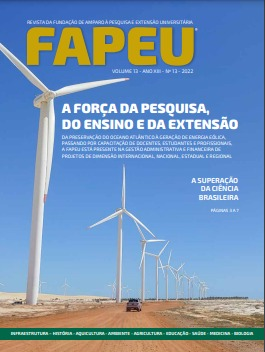 REVISTA DA FUNDAÇÃO DE AMPARO À PESQUISA E EXTENSÃO UNIVERSITÁRIA
FAPEU
VOLUME 13 - ANO XIII - Nº 13 - 2022
A FORÇA DA PESQUISA,
DO ENSINO E DA EXTENSÃO
DA PRESERVAÇÃO DO OCEANO ATLÂNTICO À GERAÇÃO DE ENERGIA EÓLICA,
PASSANDO POR CAPACITAÇÃO DE DOCENTES, ESTUDANTES E PROFISSIONAIS,
A FAPEU ESTÁ PRESENTE NA GESTÃO ADMINISTRATIVA E FINANCEIRA DE
PROJETOS DE DIMENSÃO INTERNACIONAL, NACIONAL, ESTADUAL E REGIONAL
A SUPERAÇÃO
DA CIÊNCIA
BRASILEIRA
PÁGINAS 5 A 7
INFRAESTRUTURA - HISTÓRIA - AQUICULTURA - AMBIENTE - AGRICULTURA - EDUCAÇÃO - SAÚDE - MEDICINA - BIOLOGIA